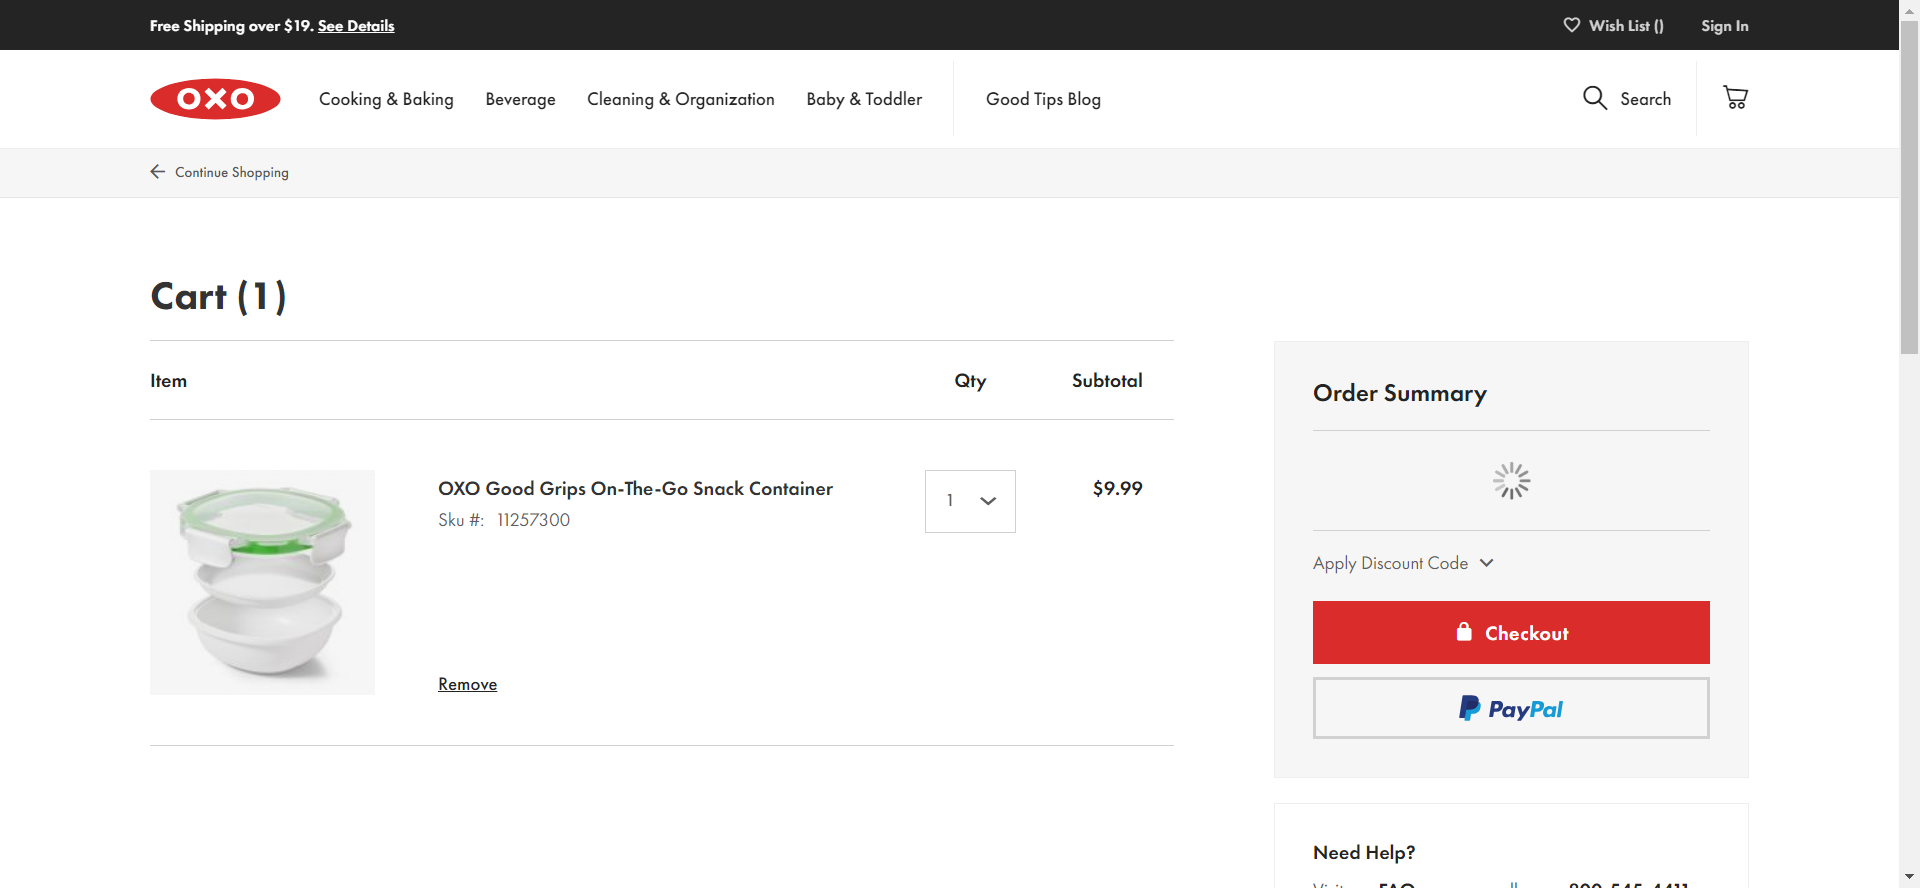 Free Shipping over $19. See Details
Wish List ()
Sign In
OXO
Cooking & Baking
Beverage
Cleaning & Organization
Baby & Toddler
Good Tips Blog
Search
Continue Shopping
Cart (1)
Item
Qty
Subtotal
OXO Good Grips On-The-Go Snack Container
Sku #: 11257300
1
$9.99
Remove
Order Summary
Apply Discount Code
Checkout
PayPal
Need Help?